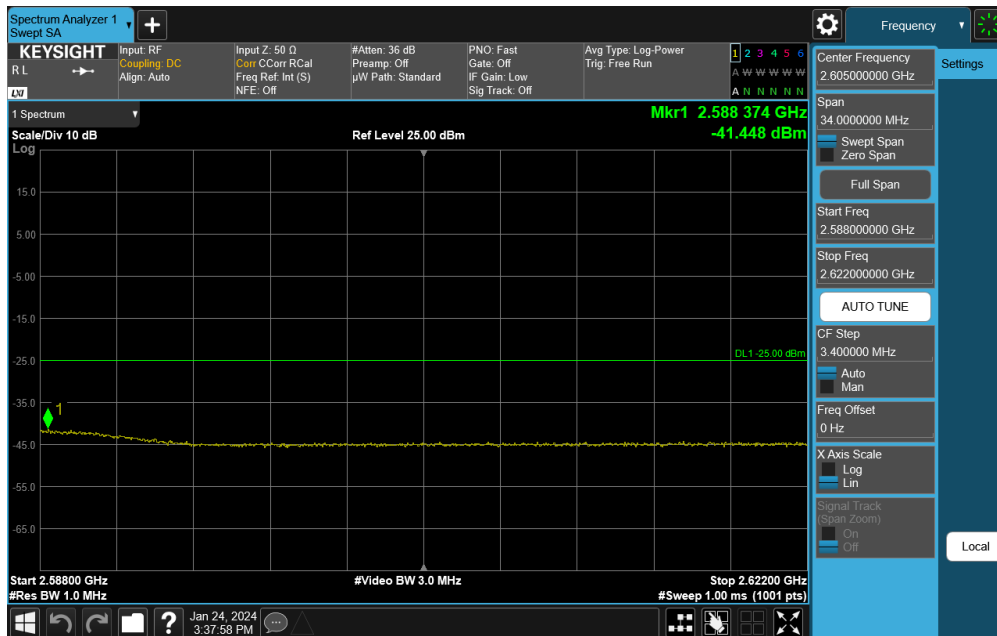 Spectrum Analyzer 1
Swept SA
+
Frequency
KEYSIGHT
R L
LXI
Input: RF
Coupling: DC
Align: Auto
Input Z: 50 Ω
Corr CCorr RCal
Freq Ref: Int (S)
NFE: Off
#Atten: 36 dB
Preamp: Off
µW Path: Standard
PNO: Fast
Gate: Off
IF Gain: Low
Sig Track: Off
Avg Type: Log-Power
Trig: Free Run
1 2 3 4 5 6
A W W W W W
A N N N N N
1 Spectrum
Scale/Div 10 dB
Log
Ref Level 25.00 dBm
Mkr1 2.588 374 GHz
-41.448 dBm
15.0
5.00
-5.00
-15.0
-25.0
-35.0
-45.0
-55.0
-65.0
DL1 -25.00 dBm
1
Start 2.58800 GHz
#Res BW 1.0 MHz
#Video BW 3.0 MHz
Stop 2.62200 GHz
#Sweep 1.00 ms (1001 pts)
Center Frequency
2.605000000 GHz
Settings
Span
34.0000000 MHz
Swept Span
Zero Span
Full Span
Start Freq
2.588000000 GHz
Stop Freq
2.622000000 GHz
AUTO TUNE
CF Step
3.400000 MHz
Auto
Man
Freq Offset
0 Hz
X Axis Scale
Log
Lin
Signal Track
(Span Zoom)
On
Off
Local
?
Jan 24, 2024
3:37:58 PM